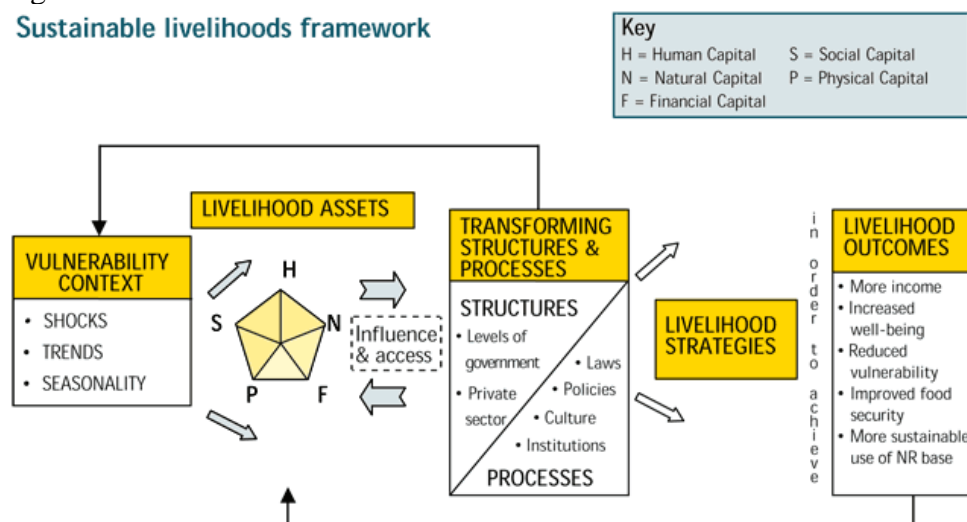 Sustainable livelihoods framework
Key
H = Human Capital S = Social Capital
N = Natural Capital P = Physical Capital
F = Financial Capital
LIVELIHOOD ASSETS
VULNERABILITY
CONTEXT
• SHOCKS
• TRENDS
• SEASONALITY
H
S
N
P
F
Influence
& access
TRANSFORMING
STRUCTURES &
PROCESSES
STRUCTURES
• Levels of
government
• Private
sector
• Laws
• Policies
• Culture
• Institutions
PROCESSES
LIVELIHOOD
STRATEGIES
in order to achieve
LIVELIHOOD
OUTCOMES
• More income
• Increased
well-being
• Reduced
vulnerability
• Improved food
security
• More sustainable
use of NR base